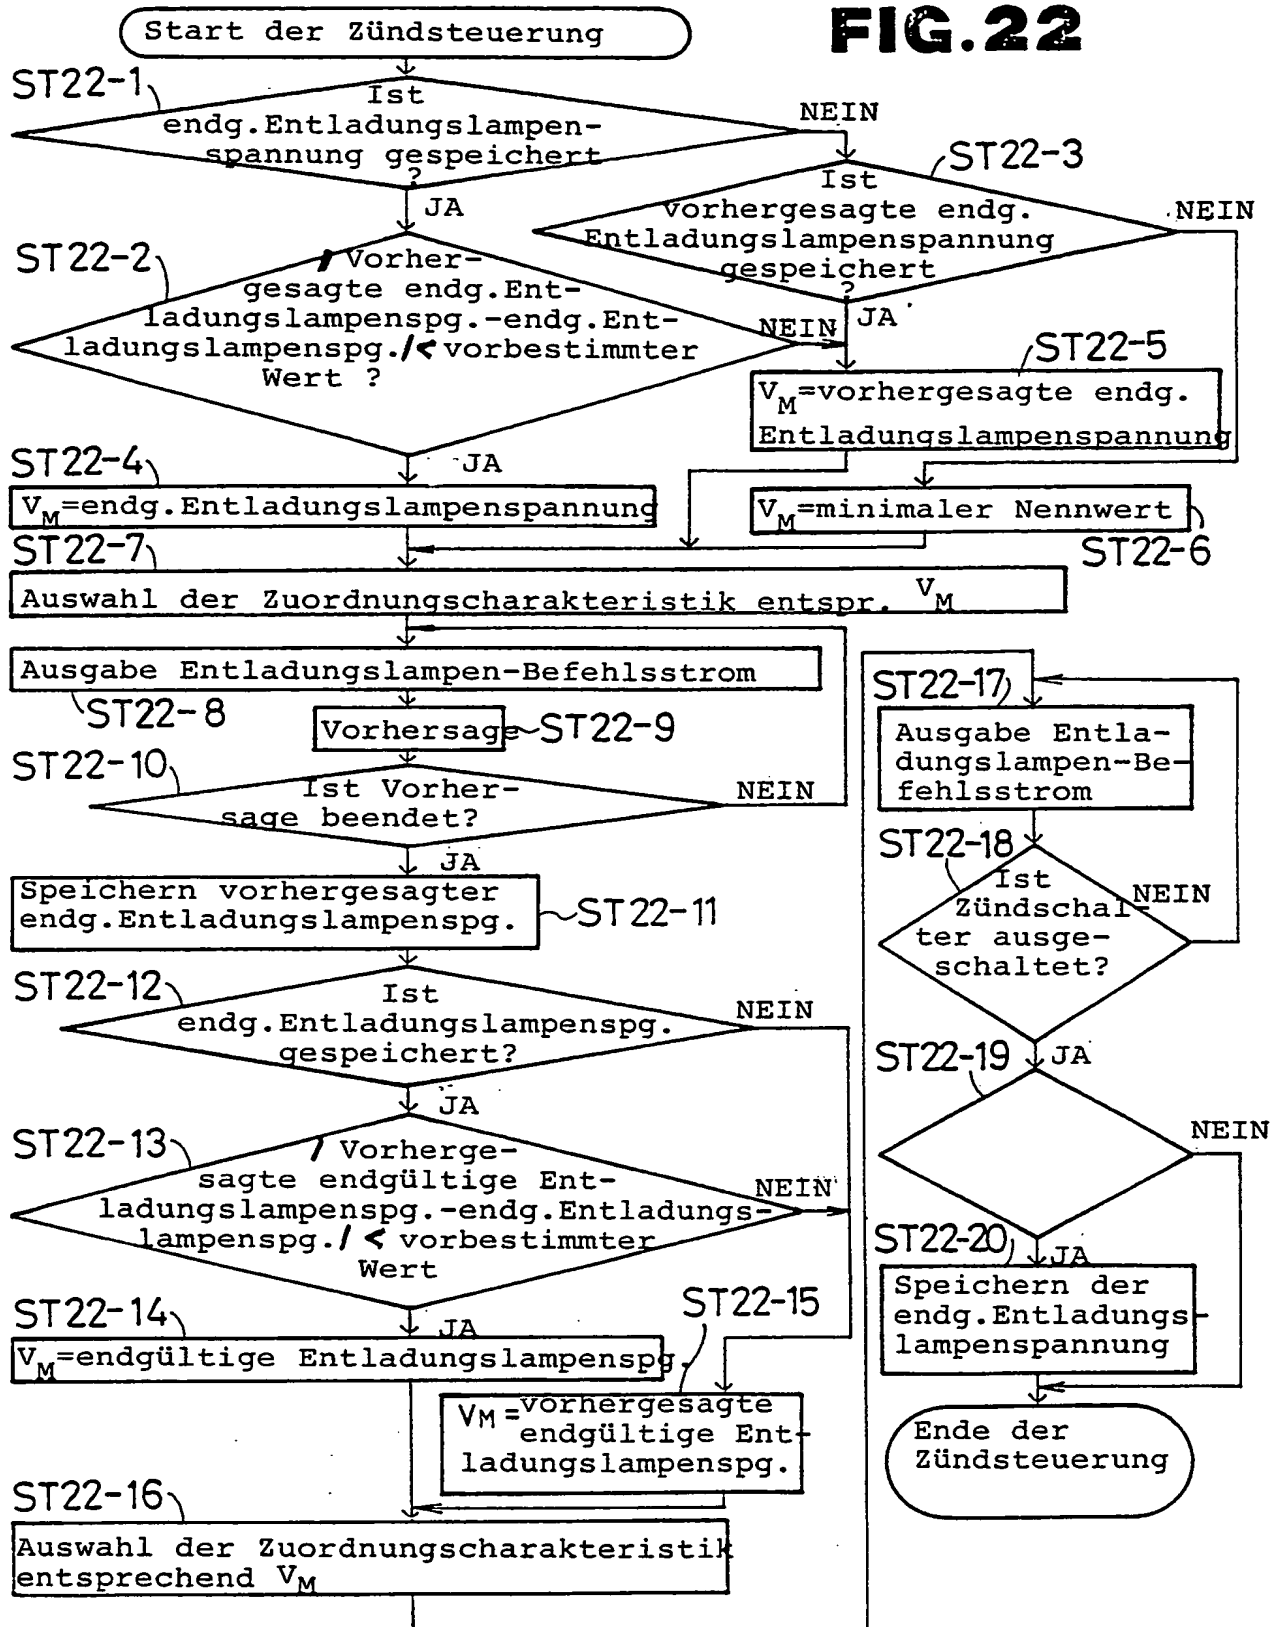 FIG.22
Start der Zündsteuerung
ST22-1
Ist
endg.Entladungslampen-
spannung gespeichert
?
NEIN
JA
ST22-3
Ist
vorhergesagte endg.
Entladungslampenspannung
gespeichert
?
NEIN
JA
ST22-2
/Vorher-
gesagte endg.Ent-
ladungslampenspg.-endg.Ent-
ladungslampenspg./< vorbestimmter
Wert ?
NEIN
JA
ST22-5
VM=vorhergesagte endg.
Entladungslampenspannung
ST22-4
VM=endg.Entladungslampenspannung
VM=minimaler Nennwert
ST22-6
ST22-7
Auswahl der Zuordnungscharakteristik entspr. VM
Ausgabe Entladungslampen-Befehlsstrom
ST22-8
Vorhersage
ST22-9
ST22-10
Ist Vorher-
sage beendet?
NEIN
JA
Speichern vorhergesagter
endg.Entladungslampenspg.
ST22-11
ST22-12
Ist
endg.Entladungslampenspg.
gespeichert?
NEIN
JA
ST22-13
/ Vorherge-
sagte endgültige Ent-
ladungslampenspg.-endg.Entladungs-
lampenspg./ < vorbestimmter
Wert
NEIN
JA
ST22-14
VM=endgültige Entladungslampenspg.
ST22-15
VM=vorhergesagte
endgültige Ent-
ladungslampenspg.
ST22-16
Auswahl der Zuordnungscharakteristik
entsprechend VM
ST22-17
Ausgabe Entla-
dungslampen-Be-
fehlsstrom
ST22-18
Ist
Zündschal-
ter ausge-
schaltet?
NEIN
JA
ST22-19
NEIN
JA
ST22-20
Speichern der
endg.Entladungs-
lampenspannung
Ende der
Zündsteuerung